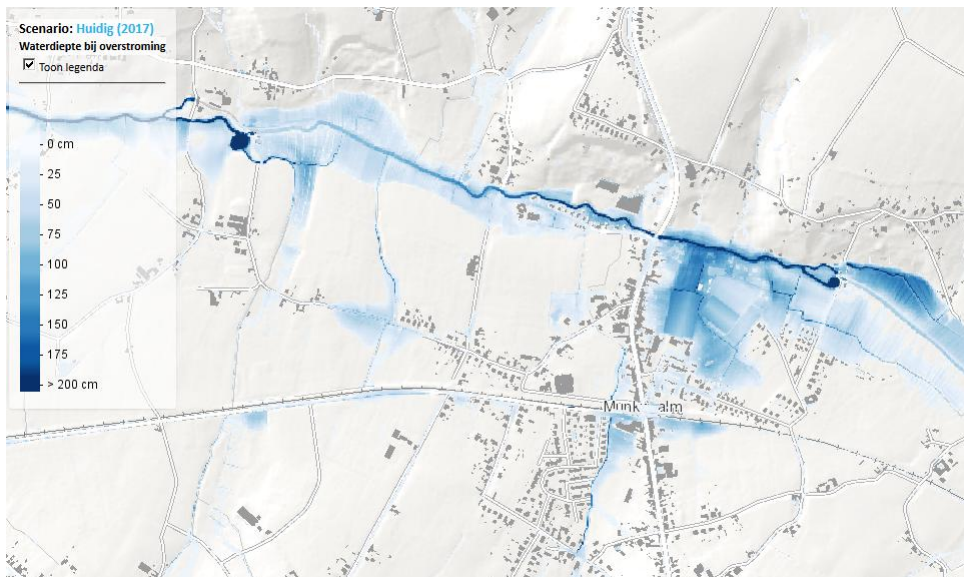 Scenario: Huidig (2017)
Waterdiepte bij overstroming
Toon legenda
0 cm
25
50
75
100
125
150
175
> 200 cm